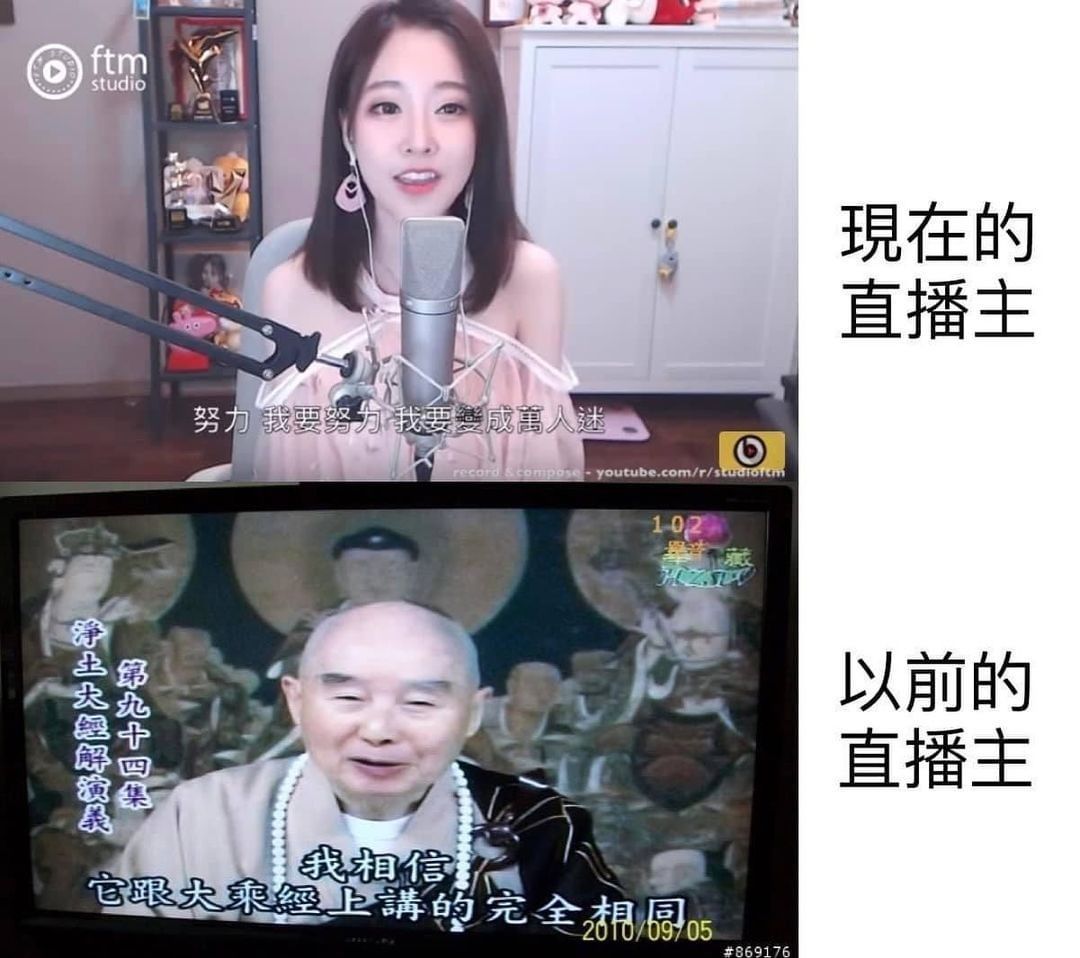 ftm
studio
現在的
直播主
努力 我要努力 我要變成萬人迷
record & compose - youtube.com/r/studioftm
102
華藏
淨土大經解演義
第九十四集
以前的
直播主
我相信
它跟大乘經上講的完全相同
2010/09/05
#869176